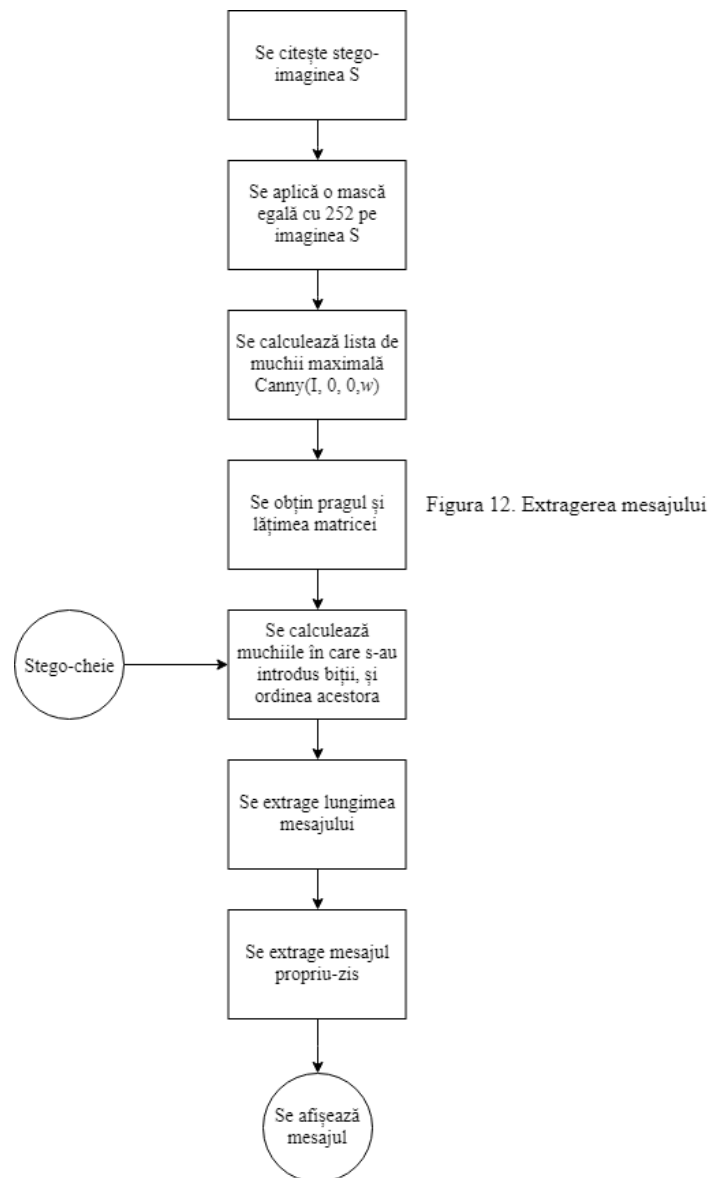 Se citește stego-
imaginea S
Se aplică o mască
egală cu 252 pe
imaginea S
Se calculează lista de
muchii maximală
Canny(I, 0, 0,w)
Se obțin pragul și
lățimea matricei
Figura 12. Extragerea mesajului
Stego-cheie
Se calculează
muchiile în care s-au
introdus biții, și
ordinea acestora
Se extrage lungimea
mesajului
Se extrage mesajul
propriu-zis
Se afișează
mesajul